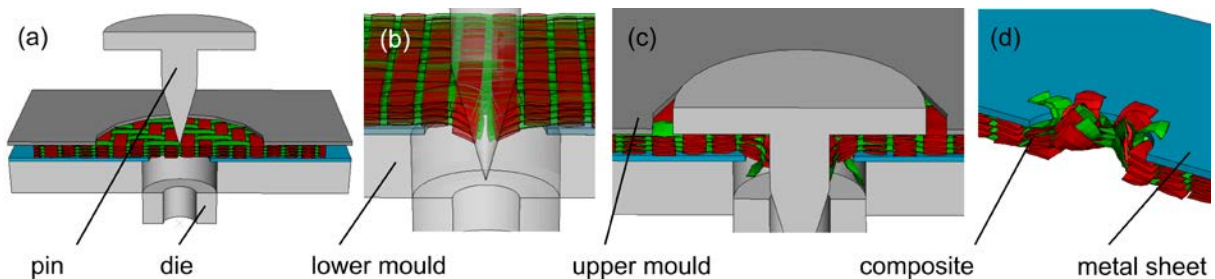 (a) (b) (c) (d)
pin die lower mould upper mould composite metal sheet